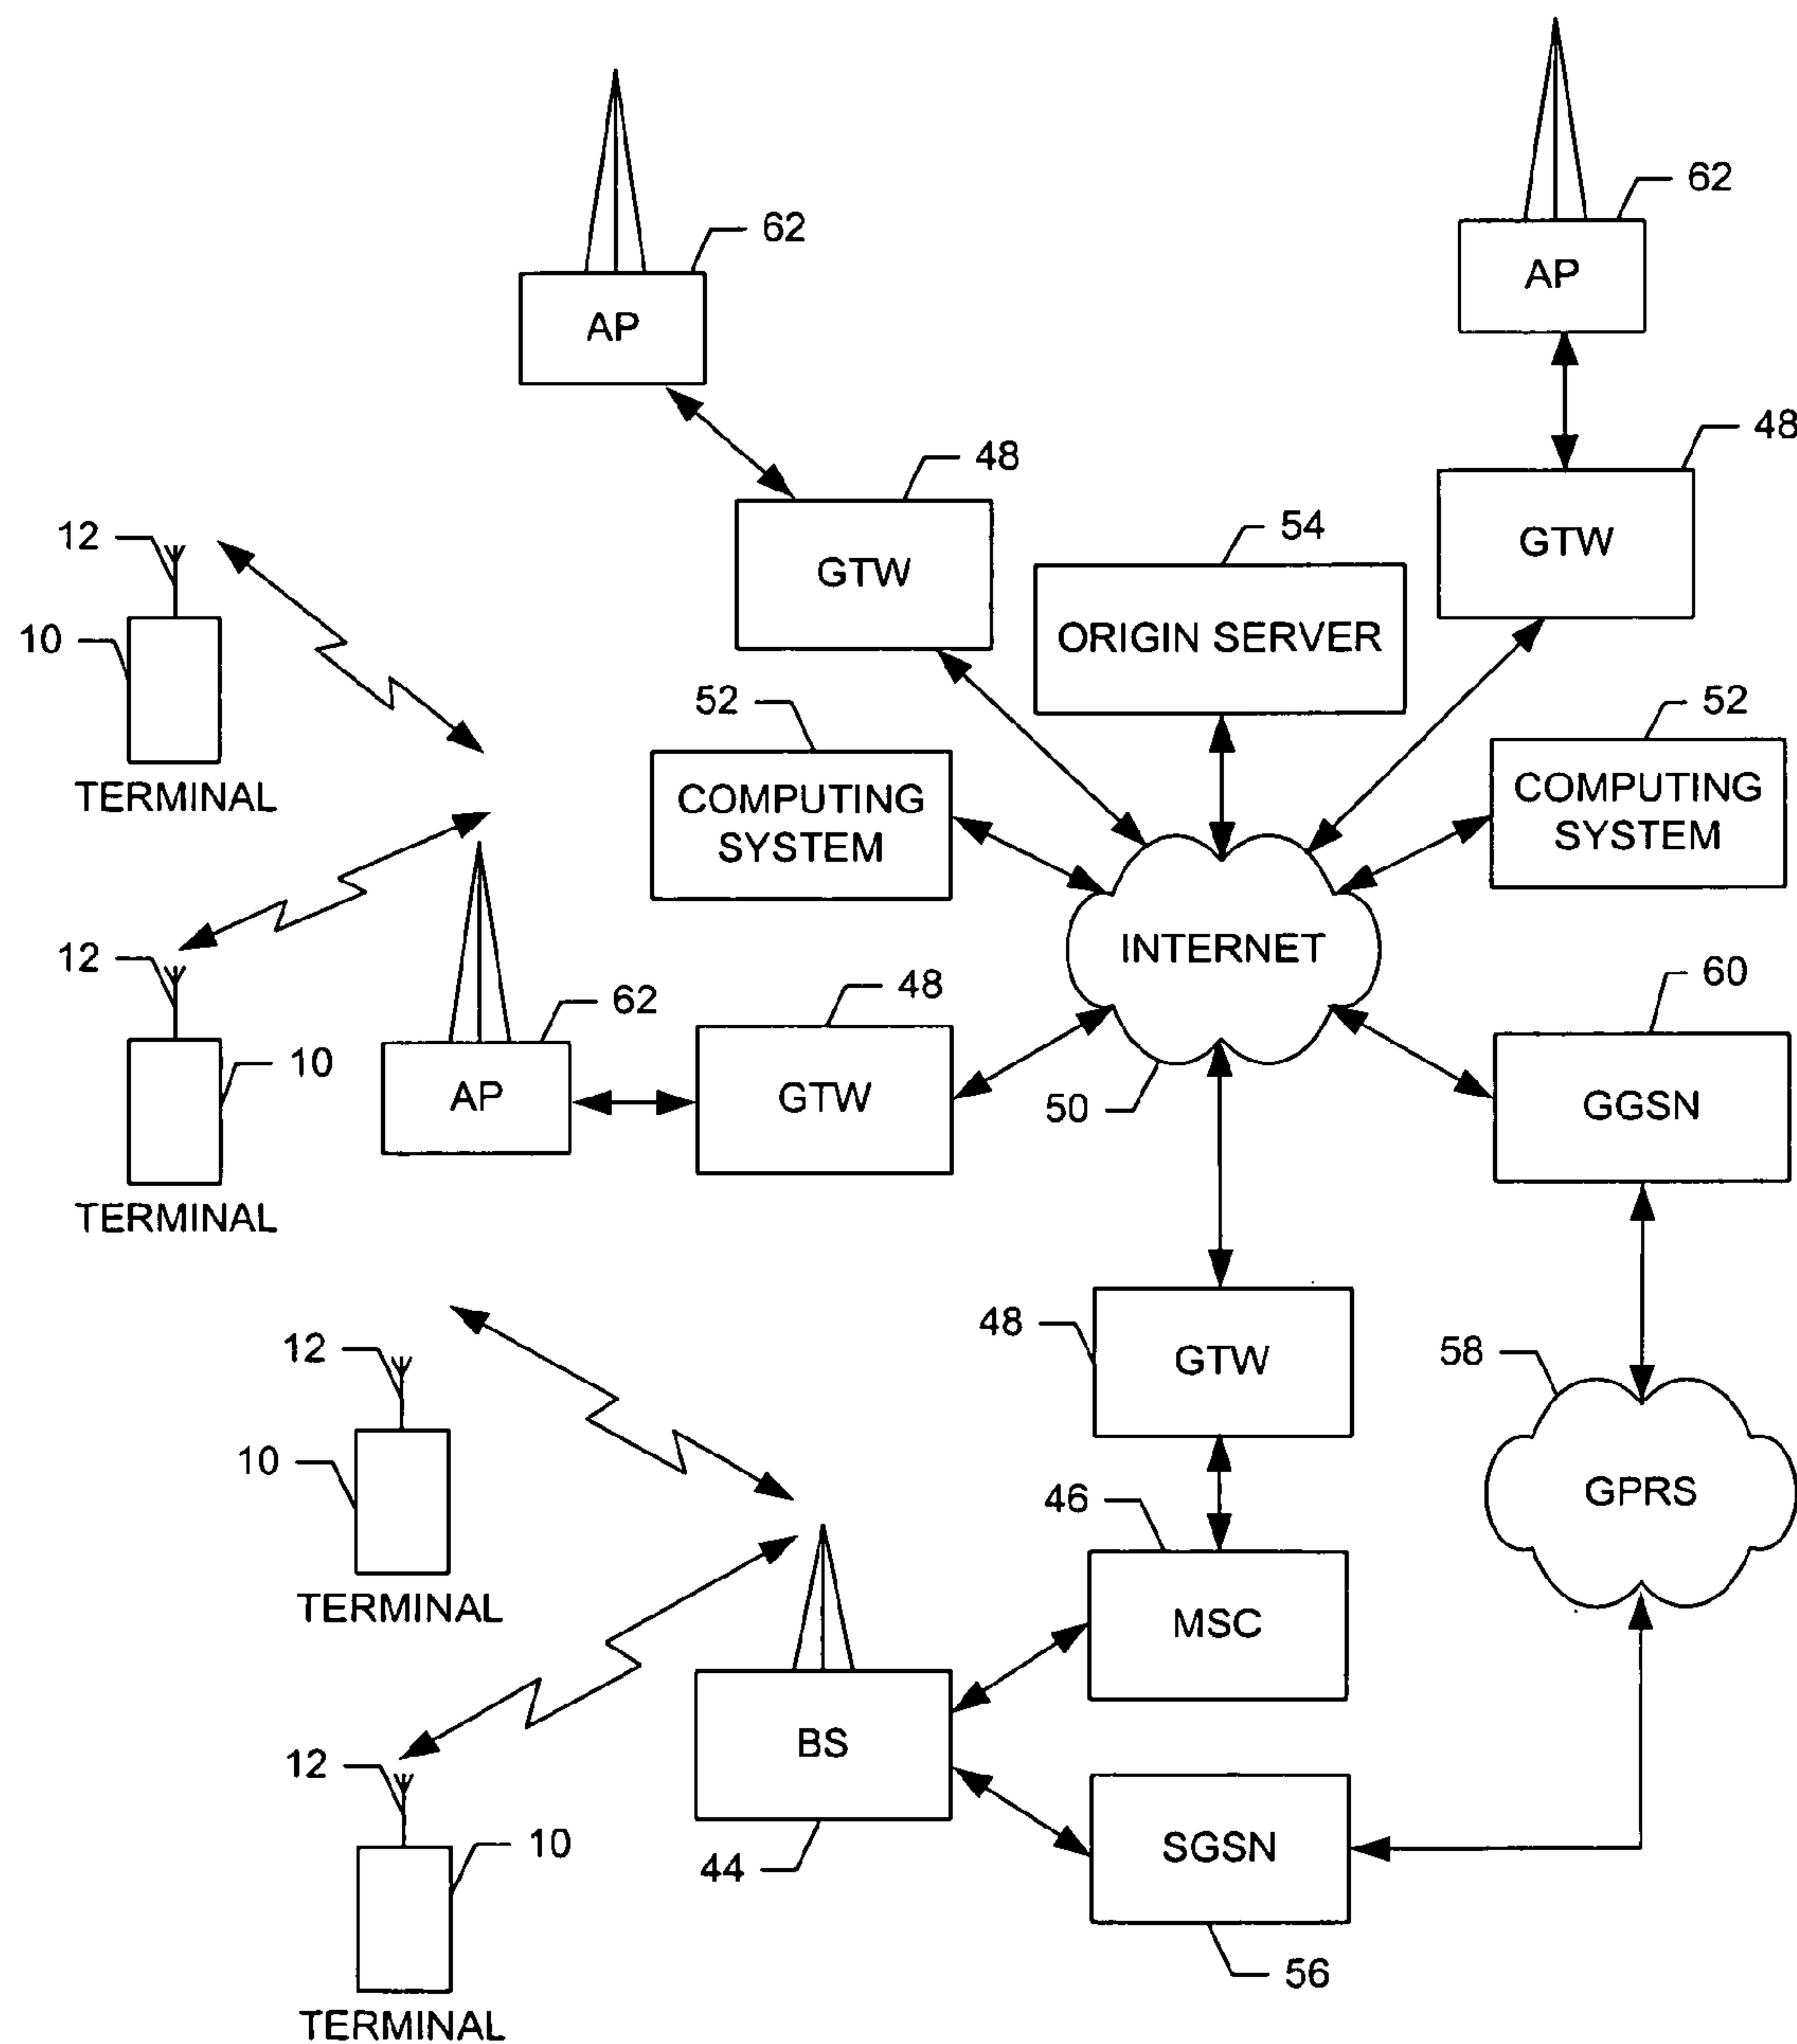 62
AP
62
AP
48
GTW
48
GTW
54
ORIGIN SERVER
12
10
TERMINAL
52
COMPUTING
SYSTEM
52
COMPUTING
SYSTEM
INTERNET
50
12
10
TERMINAL
62
AP
48
GTW
60
GGSN
48
GTW
58
GPRS
12
10
TERMINAL
46
MSC
BS
44
SGSN
56
12
10
TERMINAL